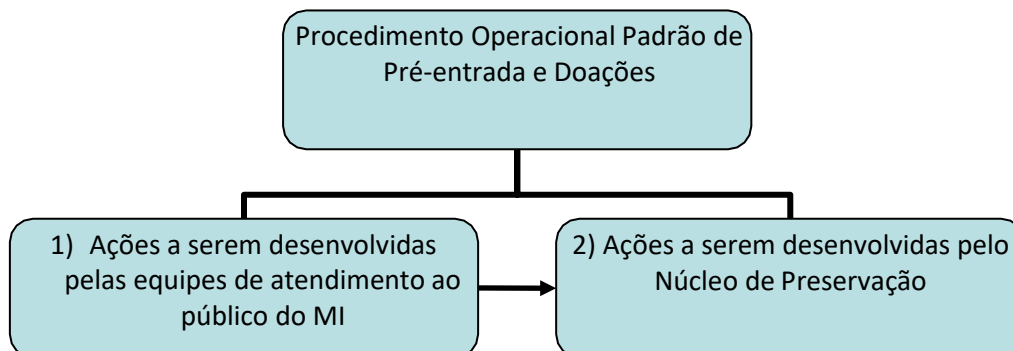 Procedimento Operacional Padrão de
Pré-entrada e Doações
1) Ações a serem desenvolvidas
pelas equipes de atendimento ao
público do MI
2) Ações a serem desenvolvidas pelo
Núcleo de Preservação